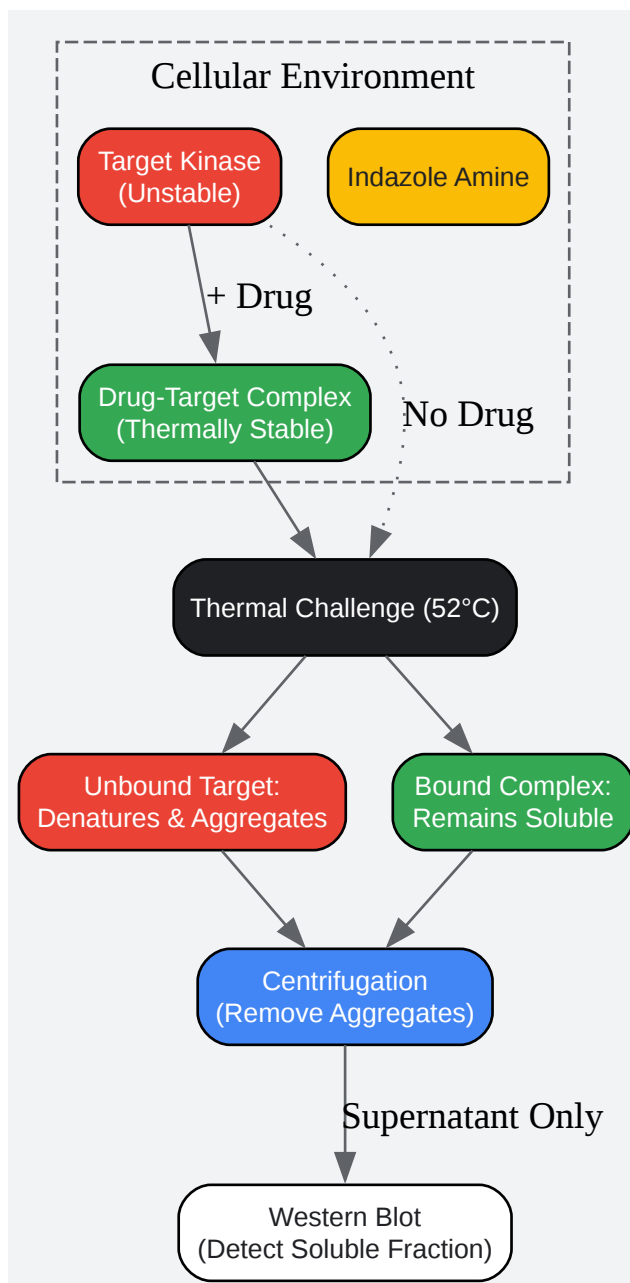 Cellular Environment
Target Kinase
(Unstable)
Indazole Amine
+ Drug
Drug-Target Complex
(Thermally Stable)
No Drug
Thermal Challenge (52°C)
Unbound Target:
Denatures & Aggregates
Bound Complex:
Remains Soluble
Centrifugation
(Remove Aggregates)
Supernatant Only
Western Blot
(Detect Soluble Fraction)